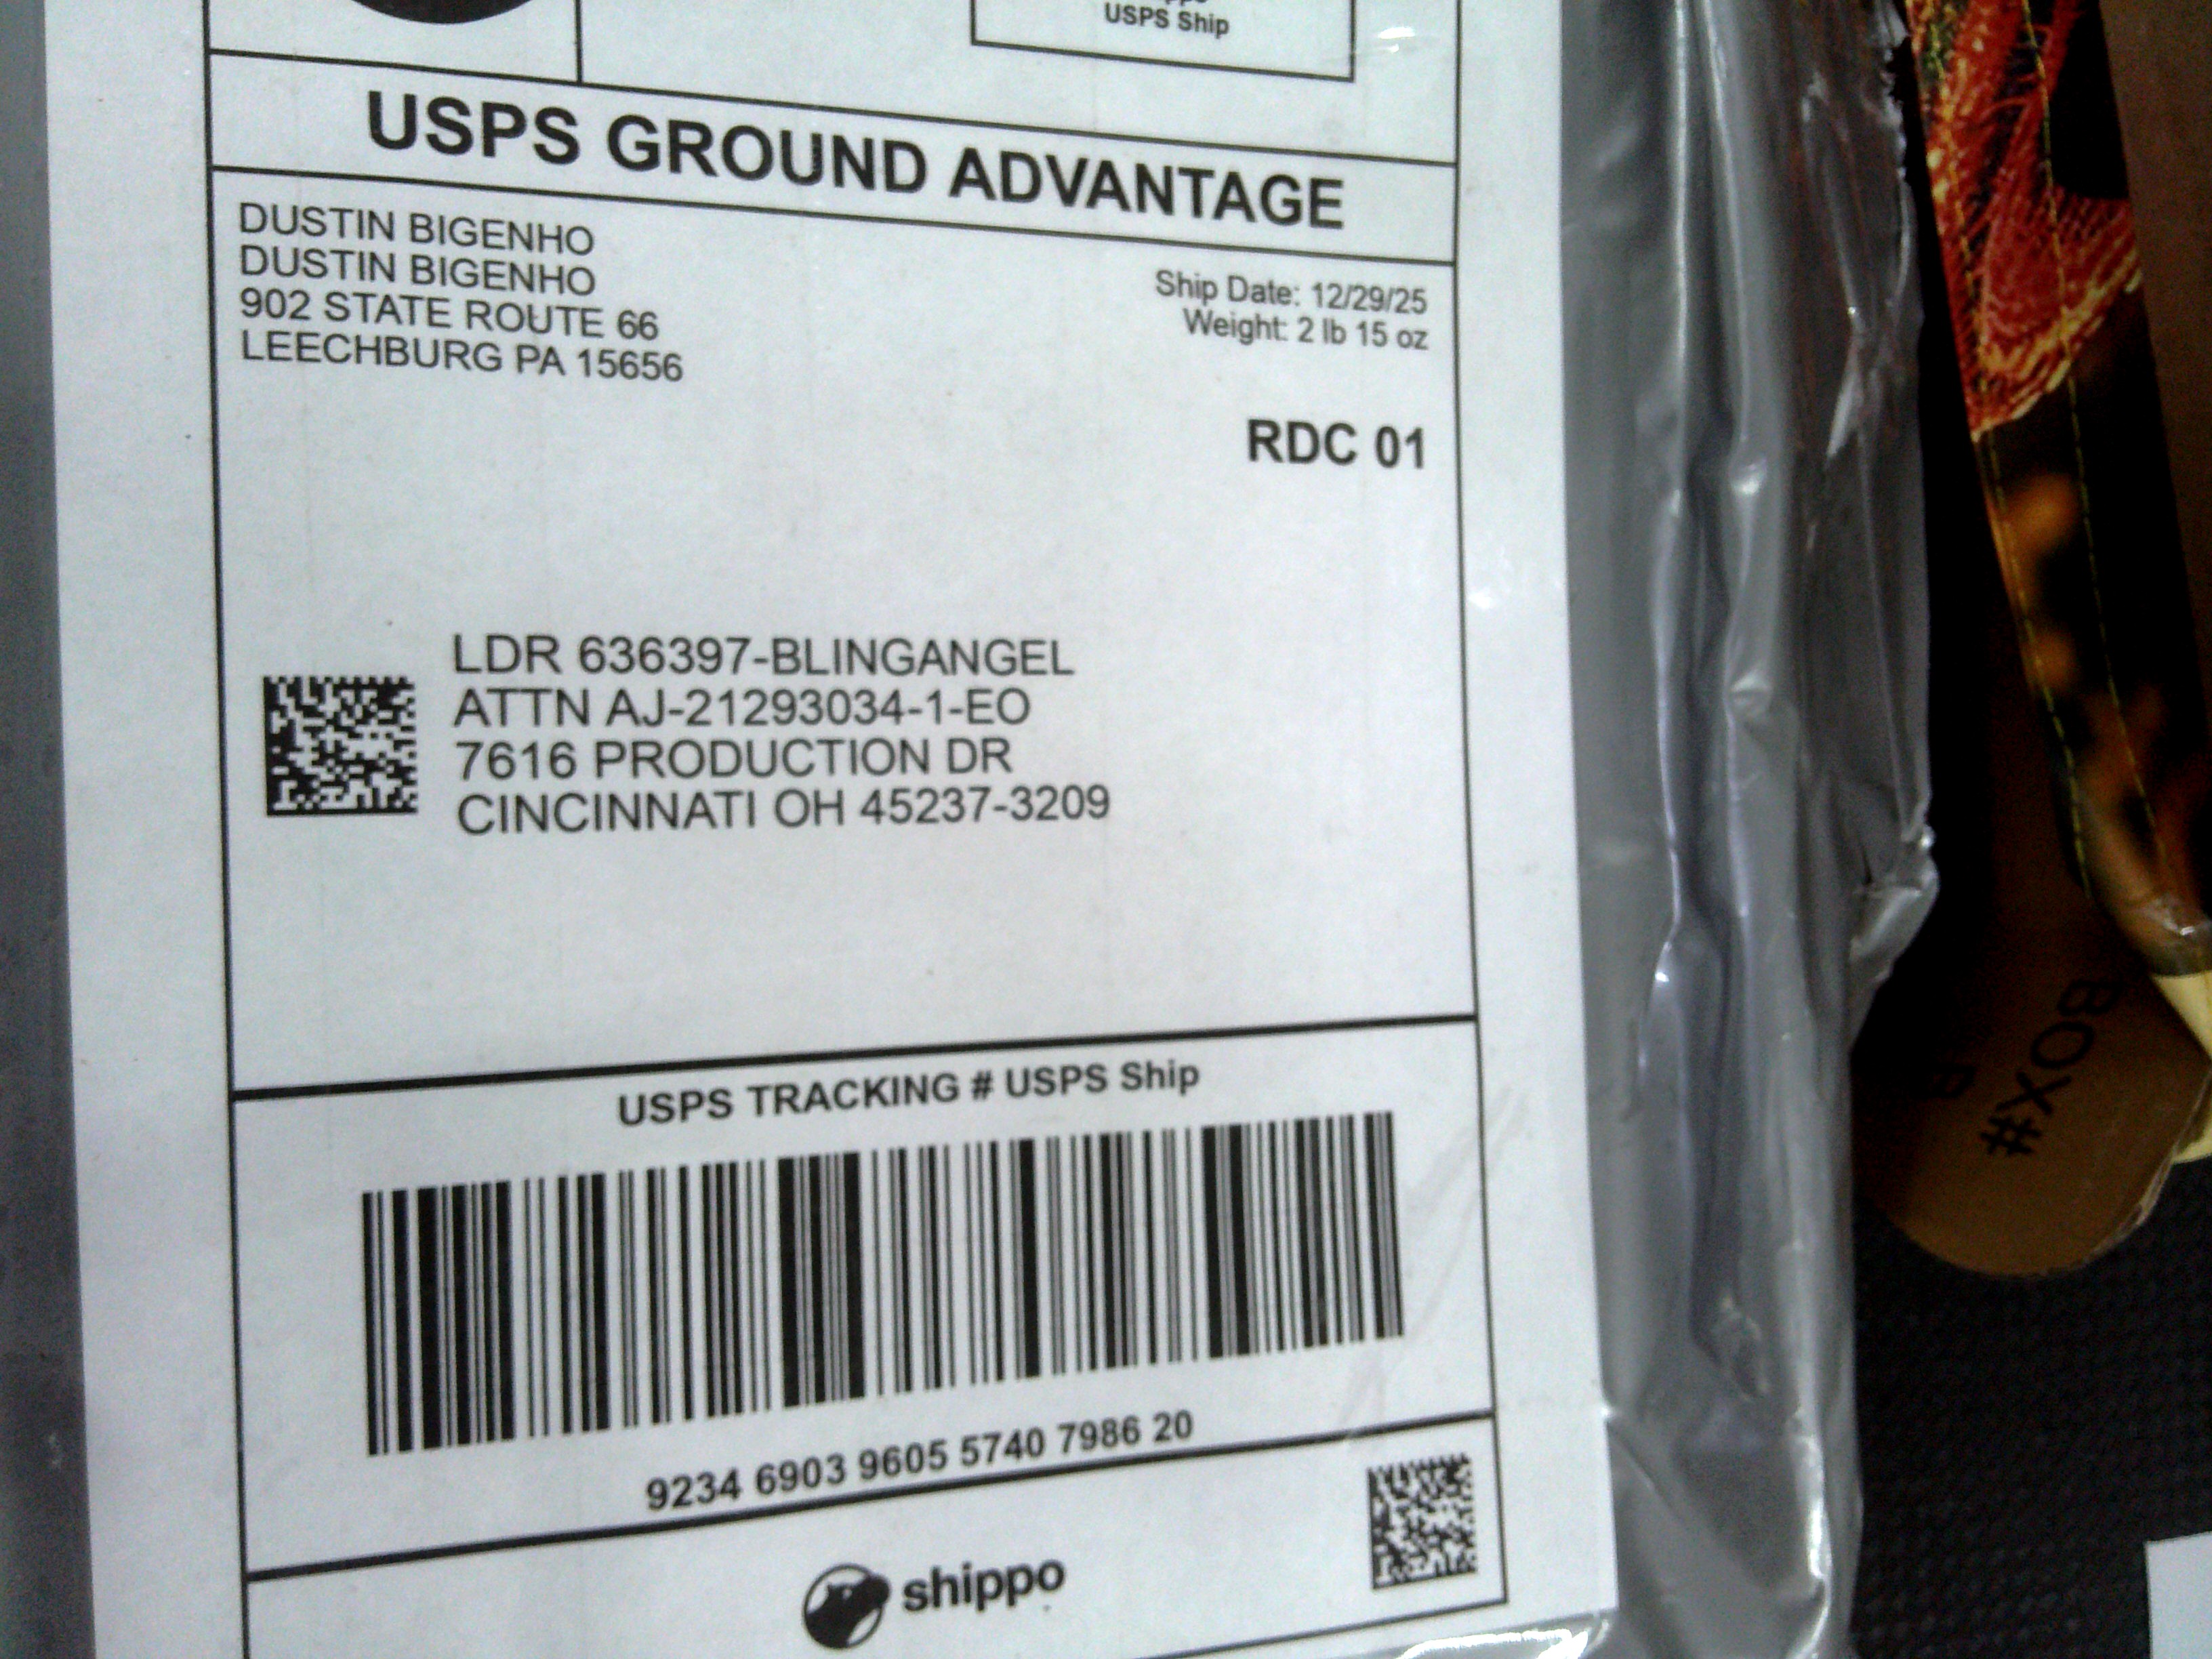 USPS Ship
USPS GROUND ADVANTAGE
DUSTIN BIGENHO
DUSTIN BIGENHO
902 STATE ROUTE 66
LEECHBURG PA 15656
Ship Date: 12/29/25
Weight: 2 lb 15 oz
RDC 01
LDR 636397-BLINGANGEL
ATTN AJ-21293034-1-EO
7616 PRODUCTION DR
CINCINNATI OH 45237-3209
USPS TRACKING # USPS Ship
9234 6903 9605 5740 7986 20
shippo
BOX#